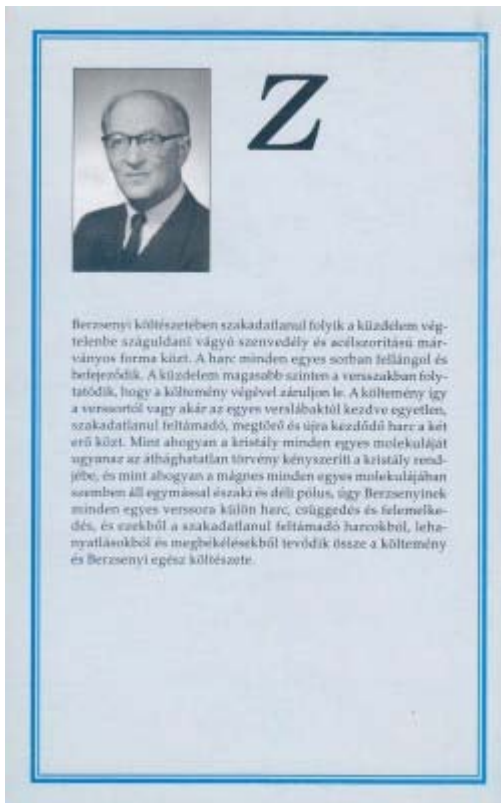 Z
Berzsenyi költészetében szakadatlanul folyik a küzdelem vég-
telenbe száguldani vágyó szenvedély és acélszorítású már-
ványos forma közt. A harc minden egyes sorban fellángol és
befejeződik. A küzdelem magasabb szinten a versszakban foly-
tatódik, hogy a költemény végével záruljon le. A költemény így
a verssortól vagy akár az egyes verslábaktól kezdve egyetlen,
szakadatlanul feltámadó, megtörő és újra kezdődő harc a két
erő közt. Mint ahogyan a kristály minden egyes molekuláját
ugyanaz az áthághatatlan törvény kényszeríti a kristály rend-
jébe, és mint ahogyan a mágnes minden egyes molekulájában
szemben áll egymással északi és déli pólus, úgy Berzsenyinek
minden egyes verssora külön harc, csüggedés és felemelke-
dés, és ezekből a szakadatlanul feltámadó harcokból, leha-
nyatlásokból és megbékélésekből tevődik össze a költemény
és Berzsenyi egész költészete.